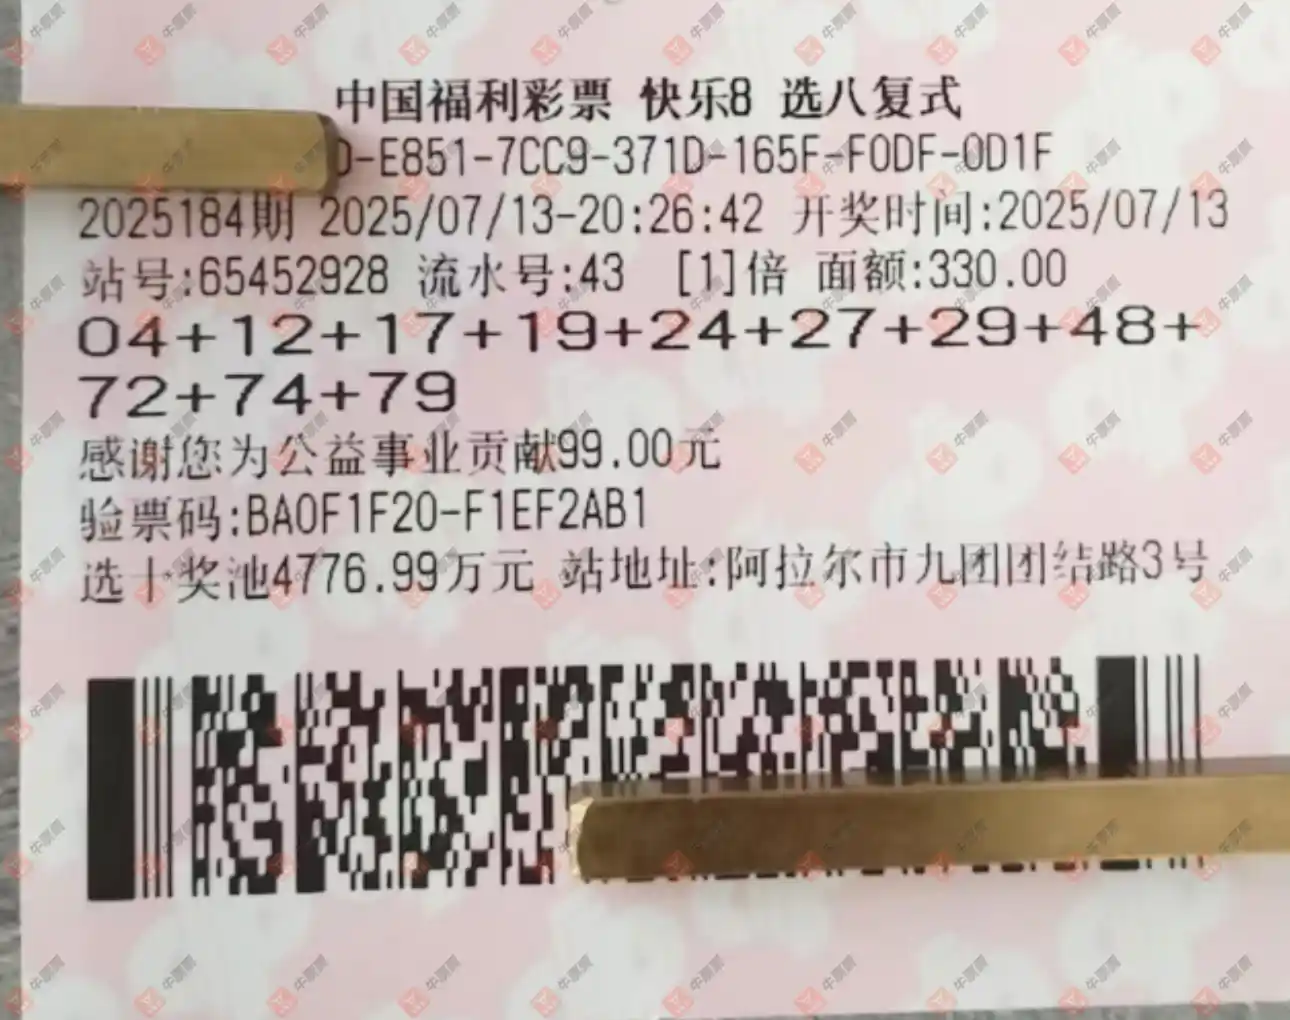 中国福利彩票 快乐8 选八复式
D-E851-7CC9-371D-165F-F0DF-0D1F
2025184期 2025/07/13-20:26:42 开奖时间:2025/07/13
站号:65452928 流水号:43 [1]倍 面额:330.00
04+12+17+19+24+27+29+48+
72+74+79
感谢您为公益事业贡献99.00元
验票码:BA0F1F20-F1EF2AB1
选十奖池4776.99万元 站地址:阿拉尔市九团团结路3号